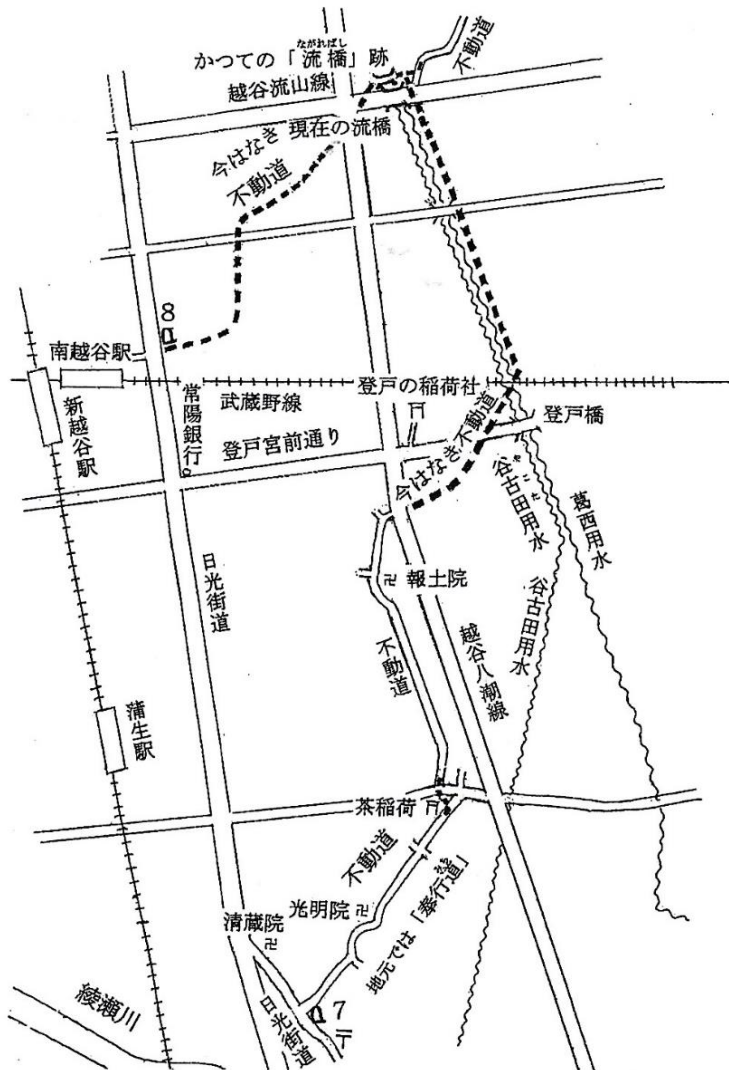 ながればし
かつての「流橋」跡
不動道
越谷流山線
現在の流橋
今はなき
不動道
8
南越谷駅
新越谷駅
常陽銀行
武蔵野線
登戸の稲荷社
登戸宮前通り
登戸橋
今はなき不動道
やこた
谷古田用水
葛西用水
谷古田用水
日光街道
卍 報土院
不動道
越谷八潮線
蒲生駅
茶稲荷
不動道
光明院 卍
地元では「奉行道」
清蔵院
卍
綾瀬川
日光街道
7
〒